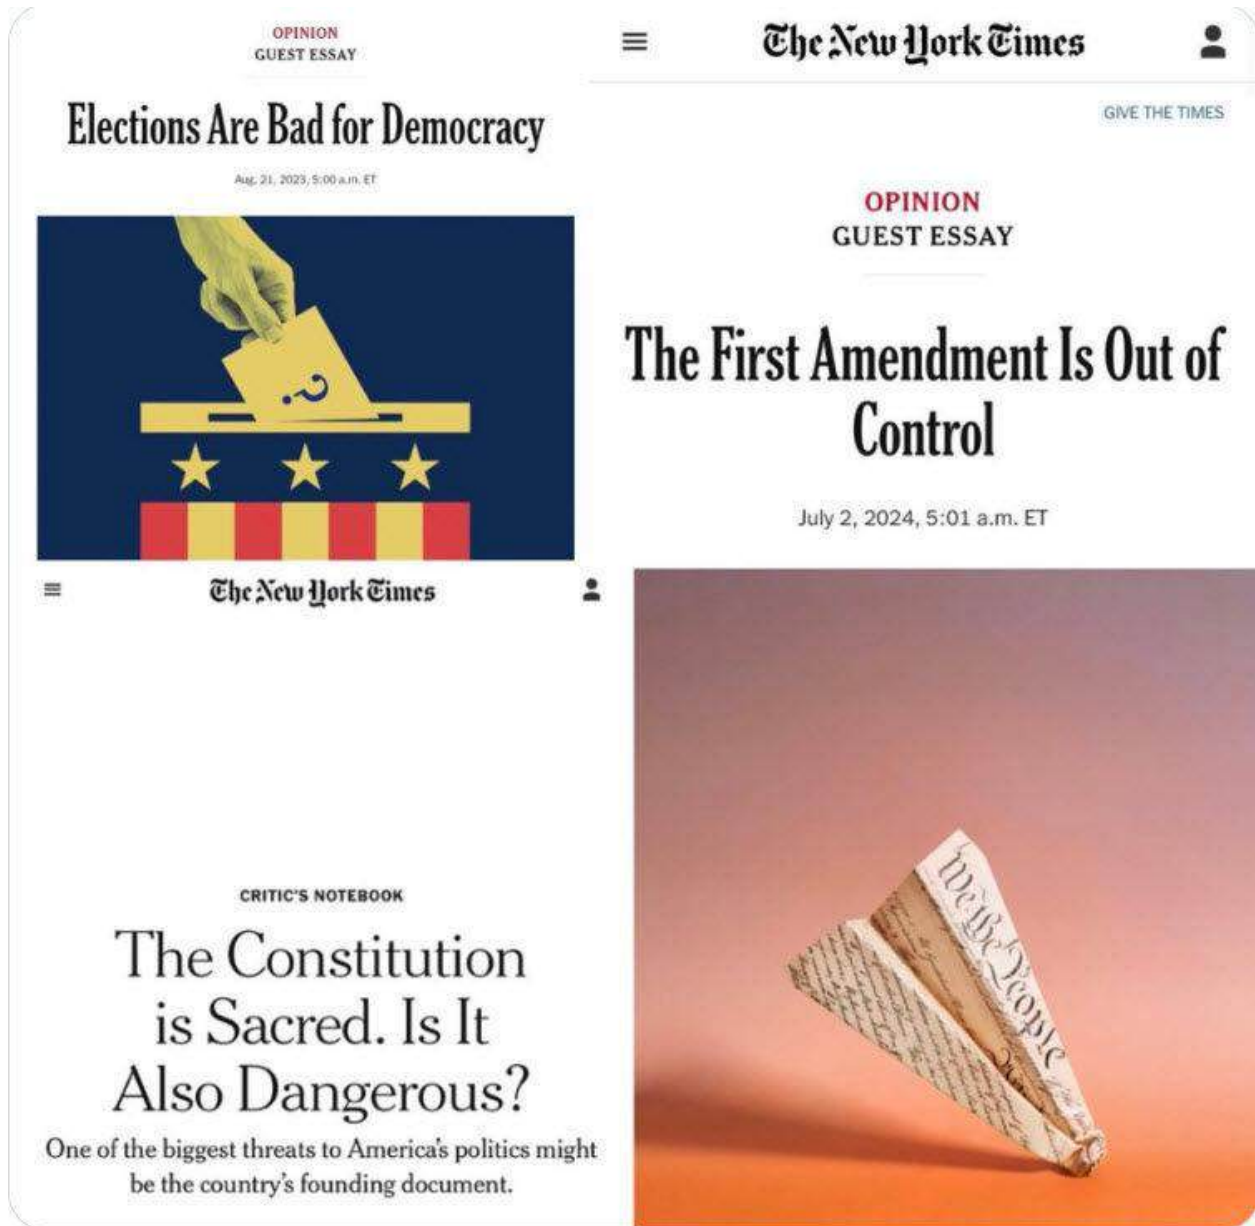 OPINION
GUEST ESSAY
Elections Are Bad for Democracy
Aug. 21, 2023, 5:00 a.m. ET
?
The New York Times
CRITIC'S NOTEBOOK
The Constitution
is Sacred. Is It
Also Dangerous?
One of the biggest threats to America's politics might
be the country's founding document.
The New York Times
GIVE THE TIMES
OPINION
GUEST ESSAY
The First Amendment Is Out of
Control
July 2, 2024, 5:01 a.m. ET
We the People